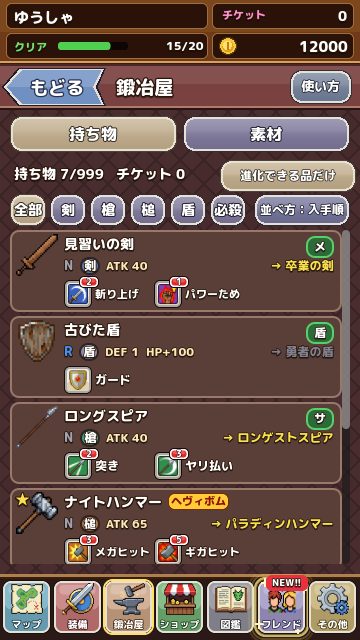 ゆうしゃ
チケット 0
クリア 15/20
12000
もどる 鍛冶屋 使い方
持ち物 素材
持ち物 7/999 チケット 0 進化できる品だけ
全部 剣 槍 槌 盾 必殺 並べ方：入手順
見習いの剣 メ
N 剣 ATK 40 → 卒業の剣
2 斬り上げ 1 パワーため
古びた盾 盾
R 盾 DEF 1 HP+100 → 勇者の盾
ガード
ロングスピア サ
N 槍 ATK 40 → ロンゲストスピア
2 突き 3 ヤリ払い
ナイトハンマー ヘヴィボム
N 槌 ATK 65 → パラディンハンマー
3 メガヒット 5 ギガヒット
NEW!!
マップ 装備 鍛冶屋 ショップ 図鑑 フレンド その他